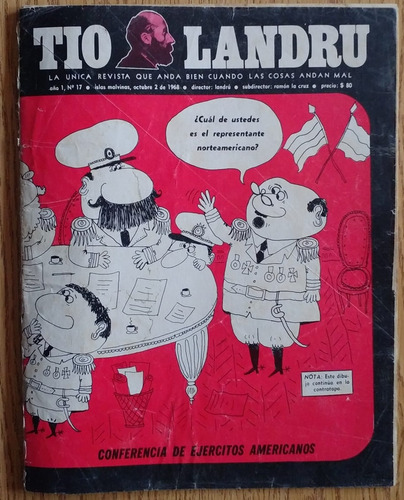 TIO LANDRU
LA UNICA REVISTA QUE ANDA BIEN CUANDO LAS COSAS ANDAN MAL
año 1, Nº 17 • islas malvinas, octubre 2 de 1968 • director: landrú • subdirector: ramón la cruz • precio: $ 80
¿Cuál de ustedes
es el representante
norteamericano?
NOTA: Este dibu-
jo continúa en la
contratapa.
CONFERENCIA DE EJERCITOS AMERICANOS